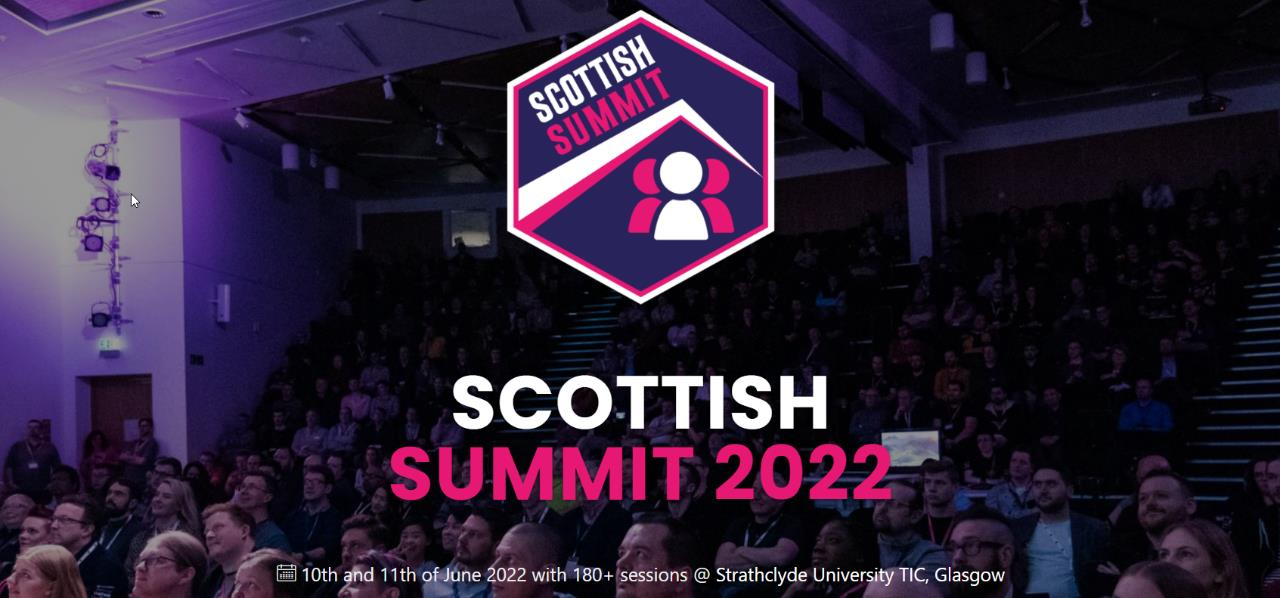 SCOTTISH
SUMMIT
SCOTTISH
SUMMIT 2022
10th and 11th of June 2022 with 180+ sessions @ Strathclyde University TIC, Glasgow